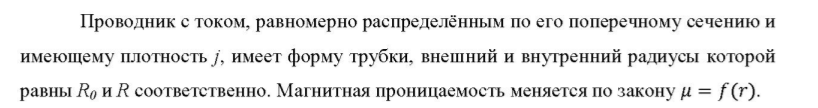 Проводник с током, равномерно распределённым по его поперечному сечению и
имеющему плотность j, имеет форму трубки, внешний и внутренний радиусы которой
равны R₀ и R соответственно. Магнитная проницаемость меняется по закону μ = f(r).